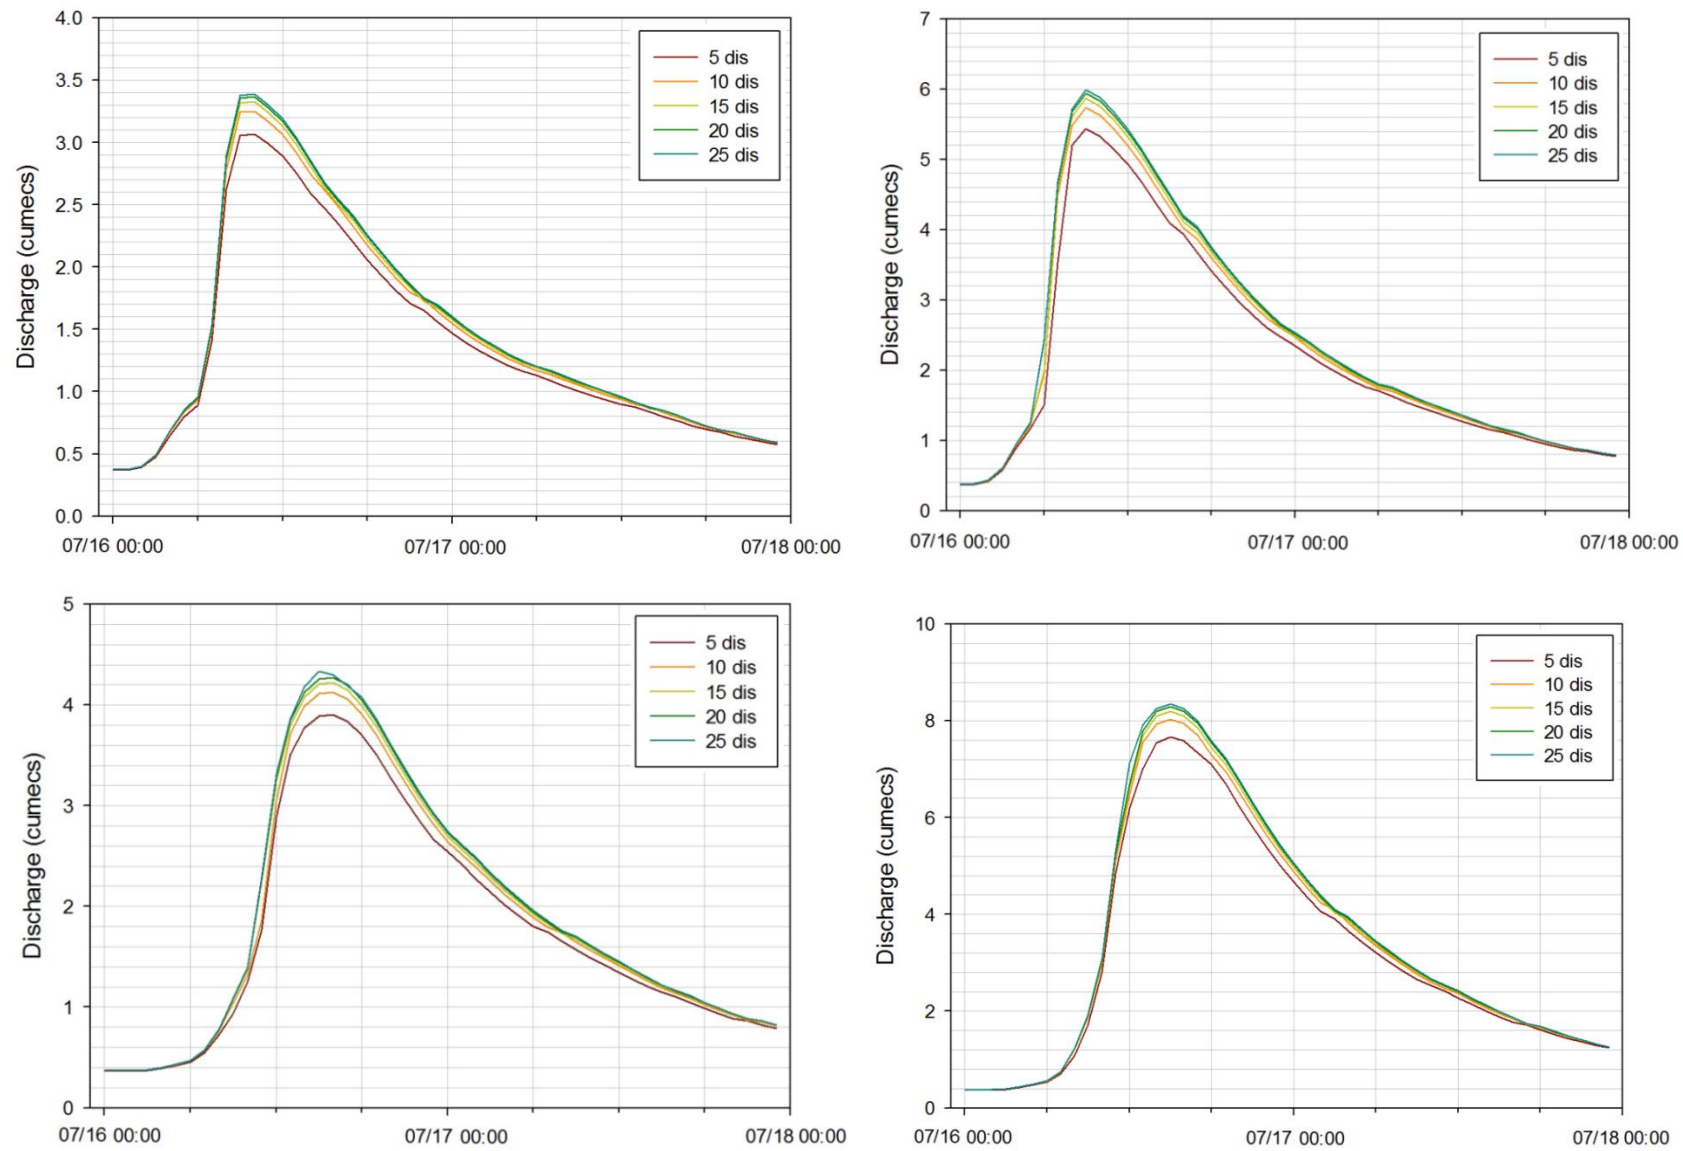 4.0
3.5
3.0
2.5
2.0
1.5
1.0
0.5
0.0
Discharge (cumecs)
5 dis
10 dis
15 dis
20 dis
25 dis
07/16 00:00
07/17 00:00
07/18 00:00
7
6
5
4
3
2
1
0
Discharge (cumecs)
5 dis
10 dis
15 dis
20 dis
25 dis
07/16 00:00
07/17 00:00
07/18 00:00
5
4
3
2
1
0
Discharge (cumecs)
5 dis
10 dis
15 dis
20 dis
25 dis
07/16 00:00
07/17 00:00
07/18 00:00
10
8
6
4
2
0
Discharge (cumecs)
5 dis
10 dis
15 dis
20 dis
25 dis
07/16 00:00
07/17 00:00
07/18 00:00